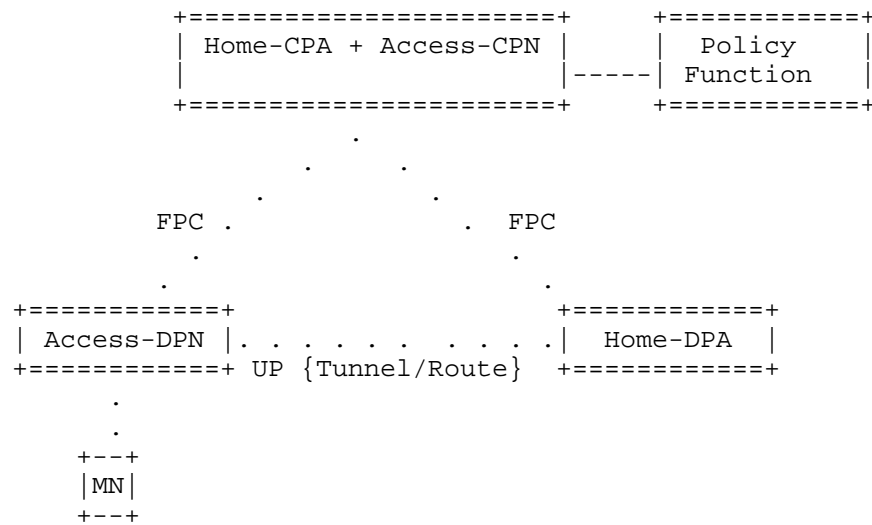 Home-CPA + Access-CPN Policy
Function
FPC FPC
Access-DPN Home-DPA
UP {Tunnel/Route}
MN